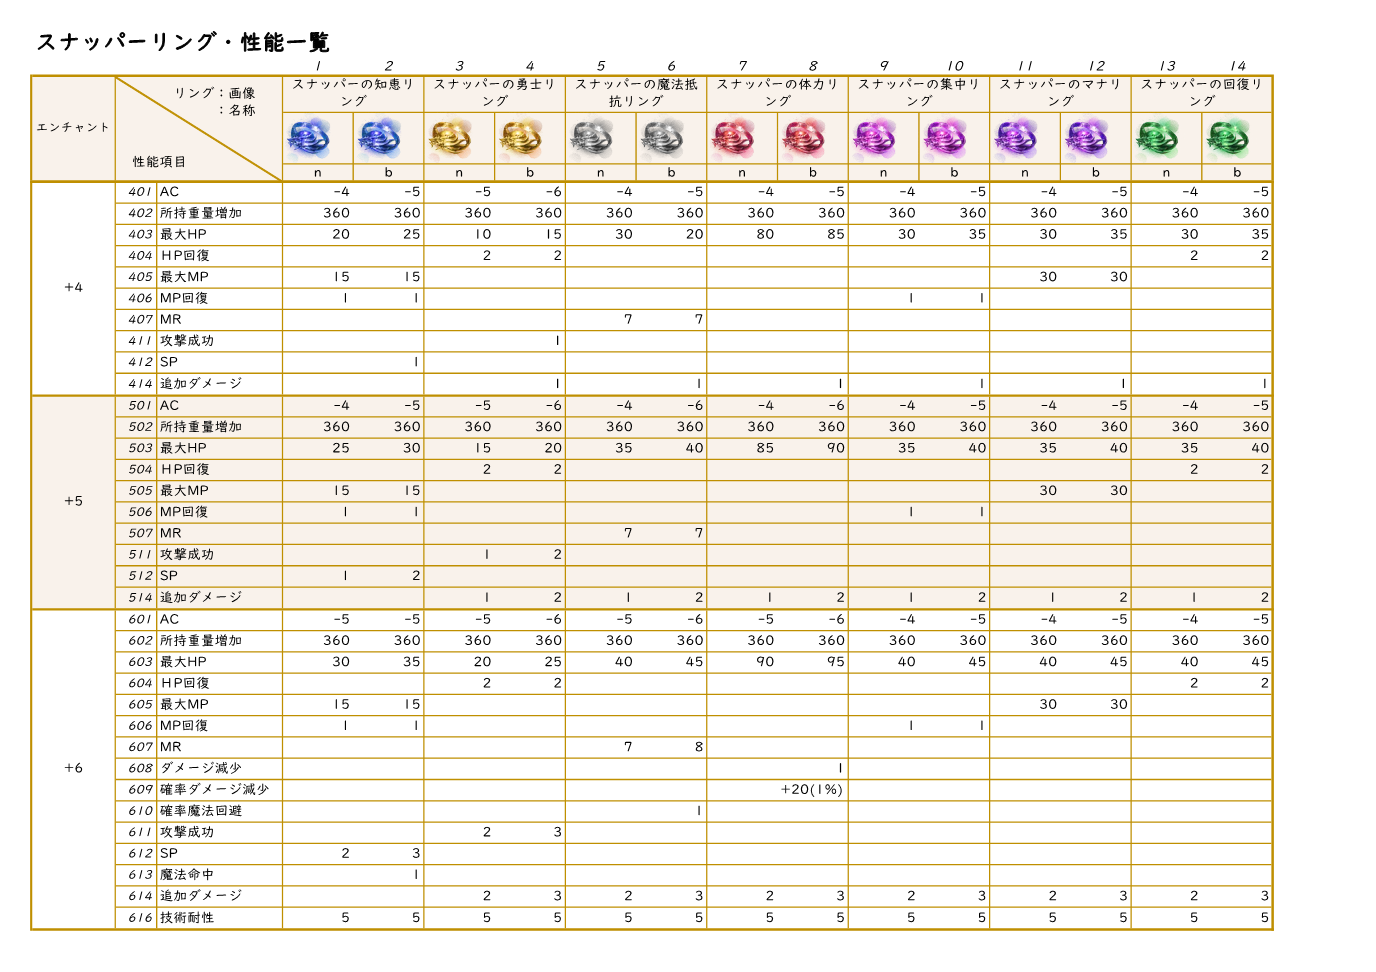 スナッパーリング・性能一覧
1 2 3 4 5 6 7 8 9 10 11 12 13 14
エンチャント
リング：画像
：名称
性能項目
スナッパーの知恵リ
ング
スナッパーの勇士リ
ング
スナッパーの魔法抵
抗リング
スナッパーの体力リ
ング
スナッパーの集中リ
ング
スナッパーのマナリ
ング
スナッパーの回復リ
ング
n b n b n b n b n b n b n b
+4
401 AC -4 -5 -5 -6 -4 -5 -4 -5 -4 -5 -4 -5 -4 -5
402 所持重量増加 360 360 360 360 360 360 360 360 360 360 360 360 360 360
403 最大HP 20 25 10 15 30 20 80 85 30 35 30 35 30 35
404 HP回復 2 2 2 2
405 最大MP 15 15 30 30
406 MP回復 1 1 1 1
407 MR 7 7
411 攻撃成功 1
412 SP 1
414 追加ダメージ 1 1 1 1 1 1
+5
501 AC -4 -5 -5 -6 -4 -6 -4 -6 -4 -5 -4 -5 -4 -5
502 所持重量増加 360 360 360 360 360 360 360 360 360 360 360 360 360 360
503 最大HP 25 30 15 20 35 40 85 90 35 40 35 40 35 40
504 HP回復 2 2 2 2
505 最大MP 15 15 30 30
506 MP回復 1 1 1 1
507 MR 7 7
511 攻撃成功 1 2
512 SP 1 2
514 追加ダメージ 1 2 1 2 1 2 1 2 1 2 1 2
+6
601 AC -5 -5 -5 -6 -5 -6 -5 -6 -4 -5 -4 -5 -4 -5
602 所持重量増加 360 360 360 360 360 360 360 360 360 360 360 360 360 360
603 最大HP 30 35 20 25 40 45 90 95 40 45 40 45 40 45
604 HP回復 2 2 2 2
605 最大MP 15 15 30 30
606 MP回復 1 1 1 1
607 MR 7 8
608 ダメージ減少 1
609 確率ダメージ減少 +20(1%)
610 確率魔法回避 1
611 攻撃成功 2 3
612 SP 2 3
613 魔法命中 1
614 追加ダメージ 2 3 2 3 2 3 2 3 2 3 2 3
616 技術耐性 5 5 5 5 5 5 5 5 5 5 5 5 5 5